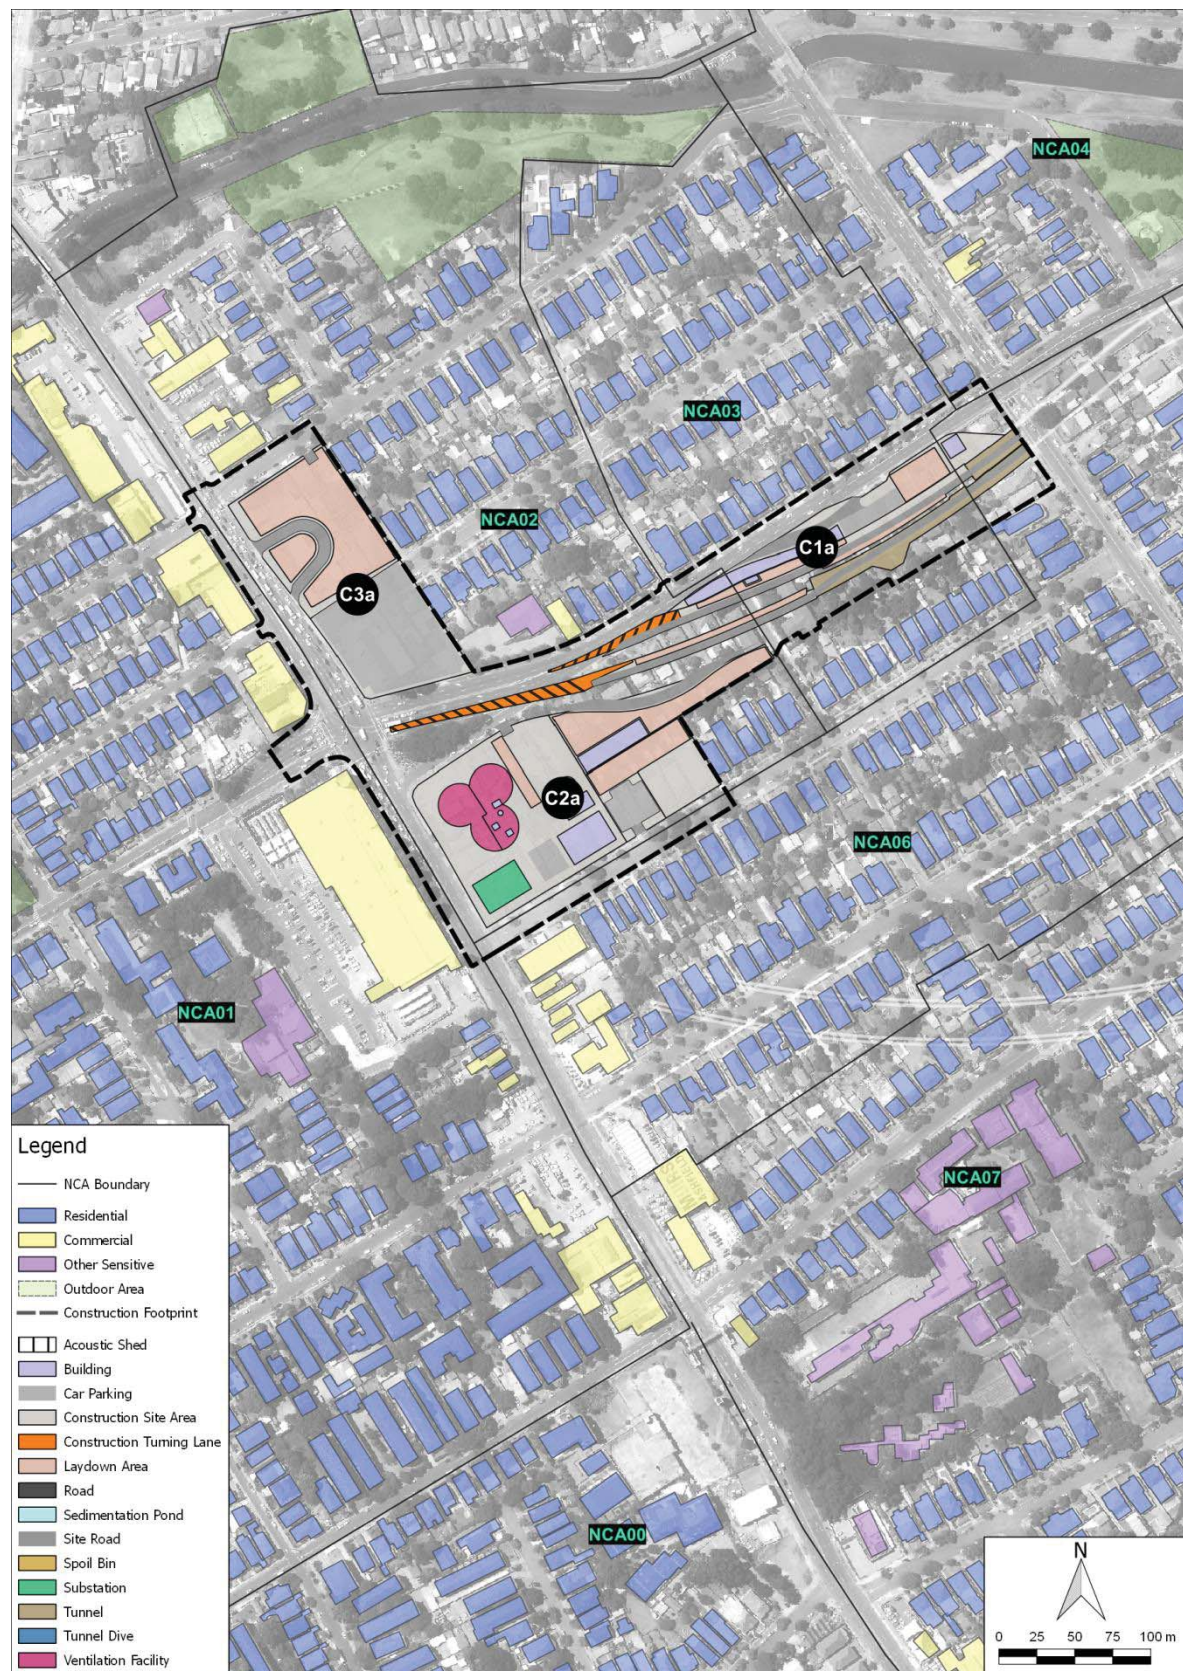 NCA04
NCA03
NCA02
C1a
C3a
C2a
NCA06
NCA01
NCA07
NCA00
Legend
NCA Boundary
Residential
Commercial
Other Sensitive
Outdoor Area
Construction Footprint
Acoustic Shed
Building
Car Parking
Construction Site Area
Construction Turning Lane
Laydown Area
Road
Sedimentation Pond
Site Road
Spoil Bin
Substation
Tunnel
Tunnel Dive
Ventilation Facility
N
0 25 50 75 100 m